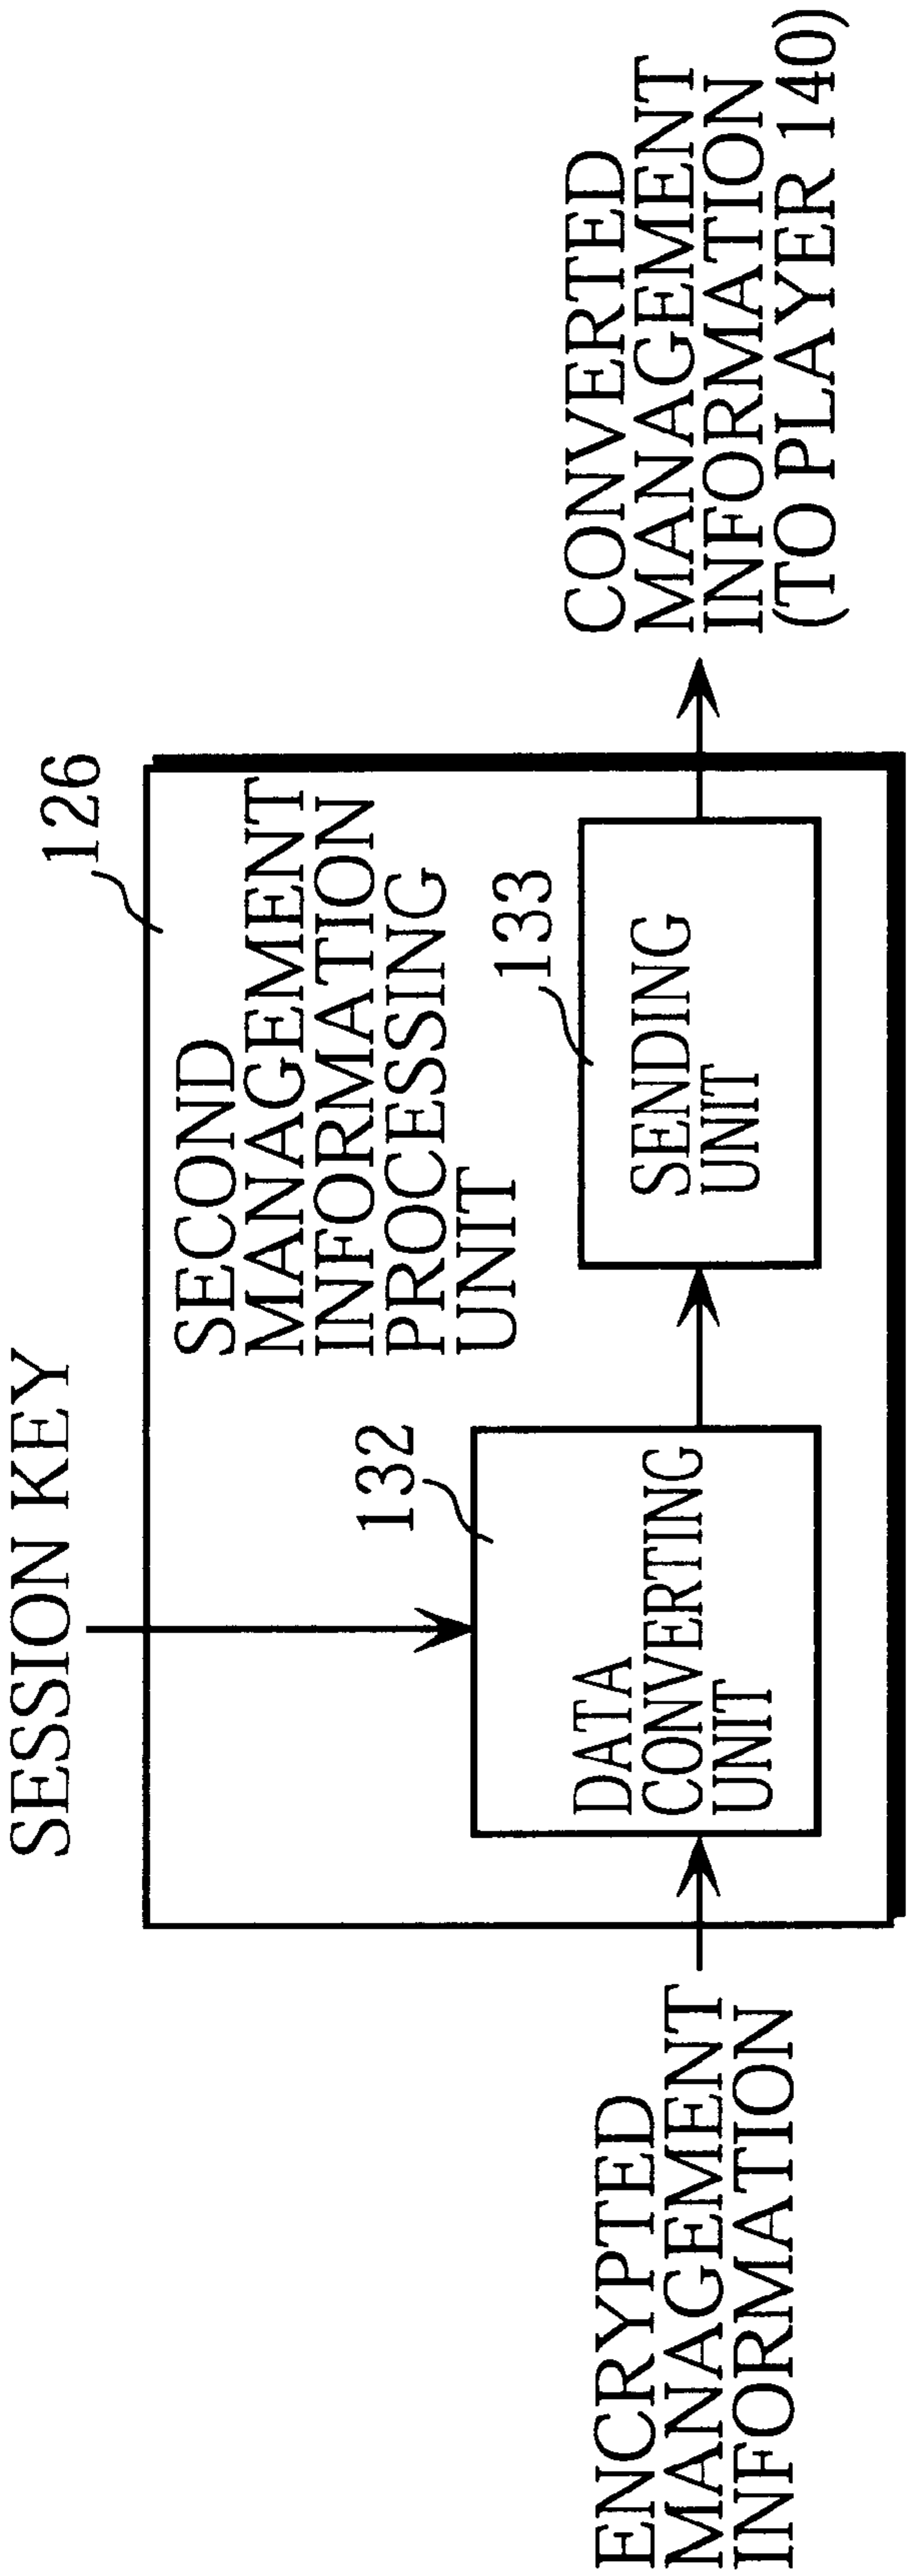 SESSION KEY
126
SECOND
MANAGEMENT
INFORMATION
PROCESSING
UNIT
132
133
DATA
CONVERTING
UNIT
SENDING
UNIT
ENCRYPTED
MANAGEMENT
INFORMATION
CONVERTED
MANAGEMENT
INFORMATION
(TO PLAYER 140)